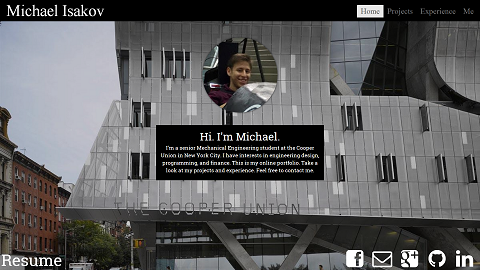 Michael Isakov
Home Projects Experience Me
Hi. I'm Michael.
I'm a senior Mechanical Engineering student at the Cooper
Union in New York City. I have interests in engineering design,
programming, and finance. This is my online portfolio. Take a
look at my projects and experience. Feel free to contact me.
THE COOPER UNION
Resume